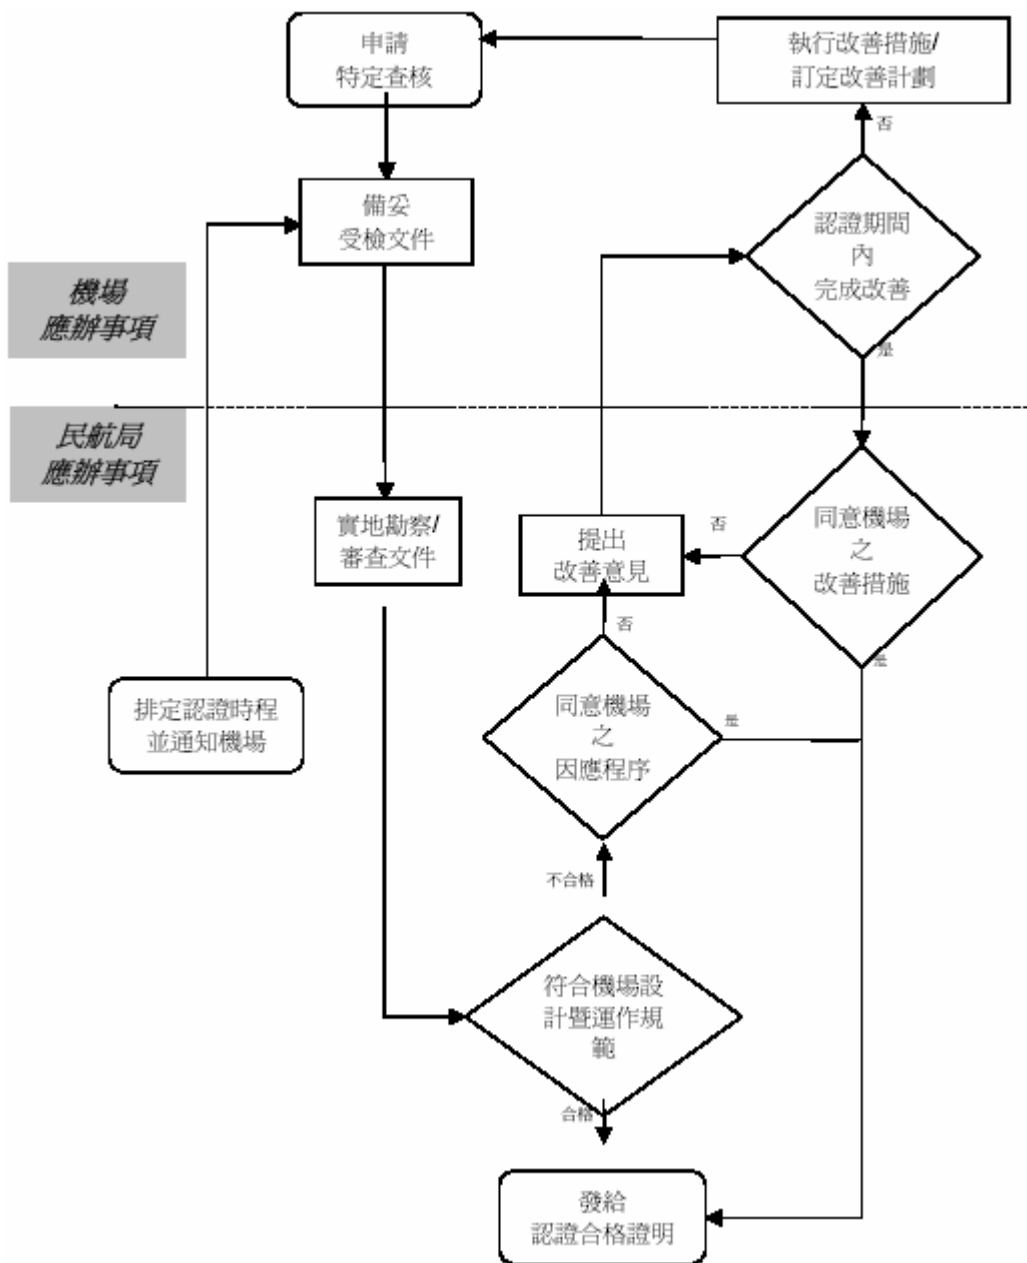 申請
特定查核
執行改善措施/
訂定改善計劃
否
備妥
受檢文件
認證期間
內
完成改善
機場
應辦事項
是
民航局
應辦事項
實地勘察/
審查文件
提出
改善意見
否
同意機場
之
改善措施
否
是
排定認證時程
並通知機場
同意機場
之
因應程序
是
不合格
符合機場設
計暨運作規
範
合格
發給
認證合格證明